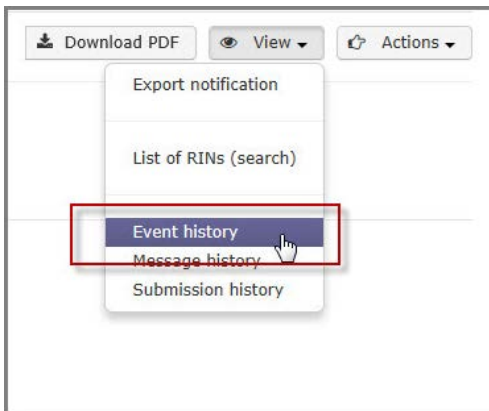 Download PDF View Actions
Export notification
List of RINs (search)
Event history
Message history
Submission history